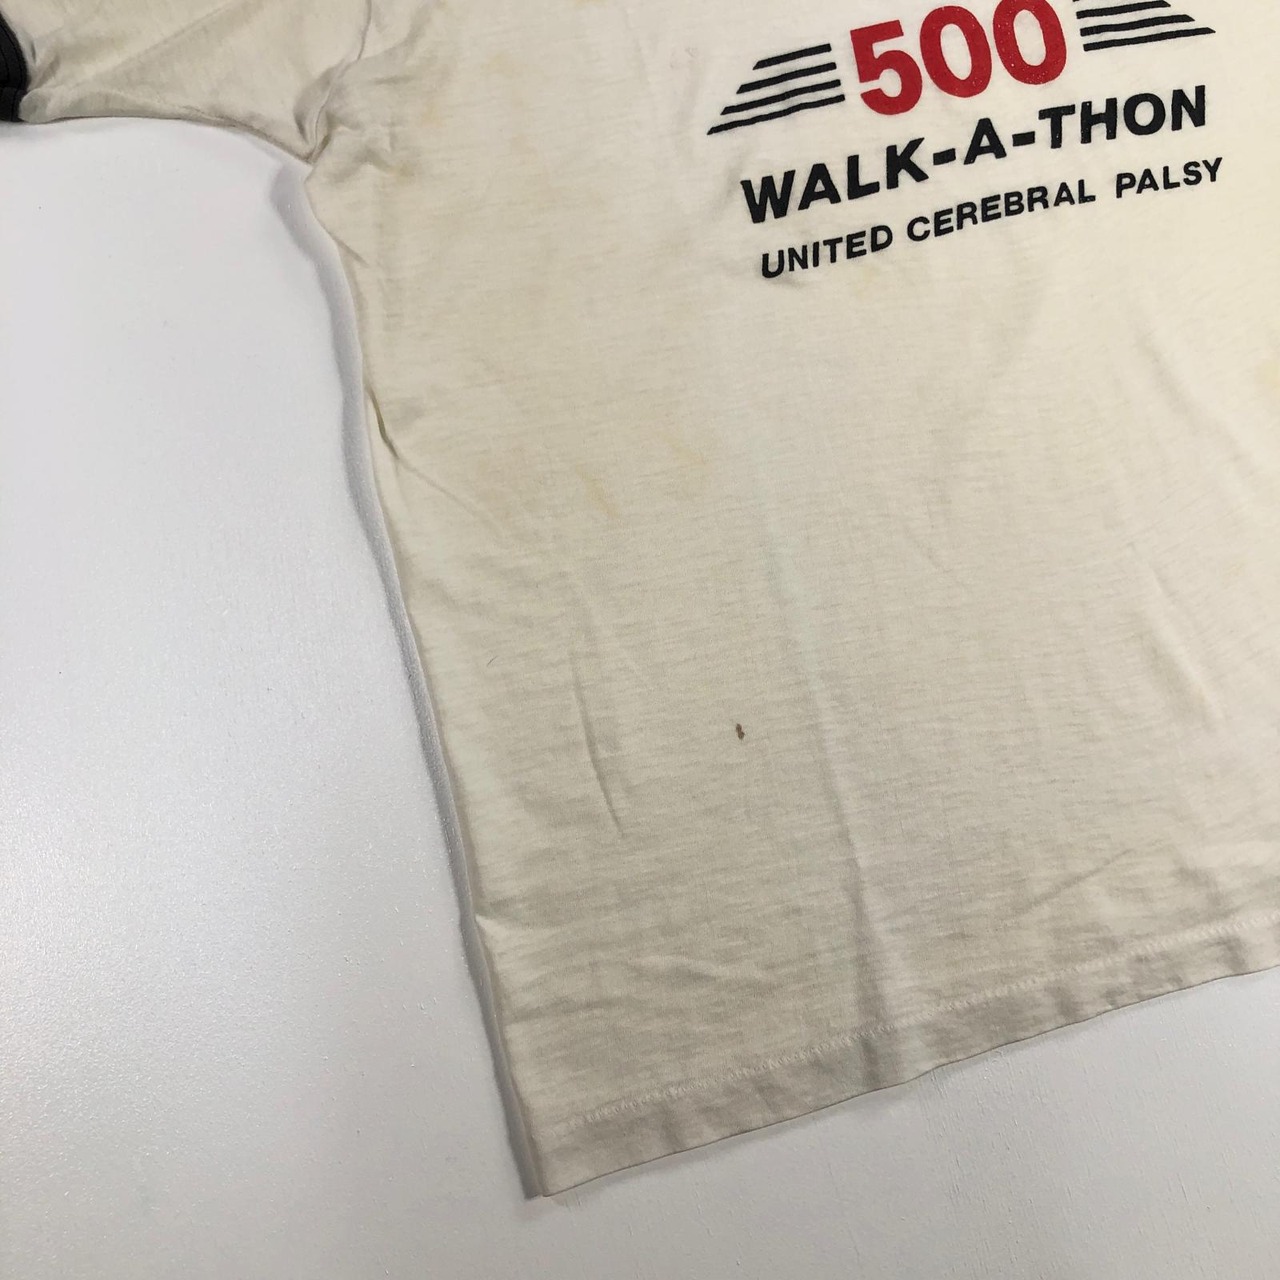 500
WALK-A-THON
UNITED CEREBRAL PALSY